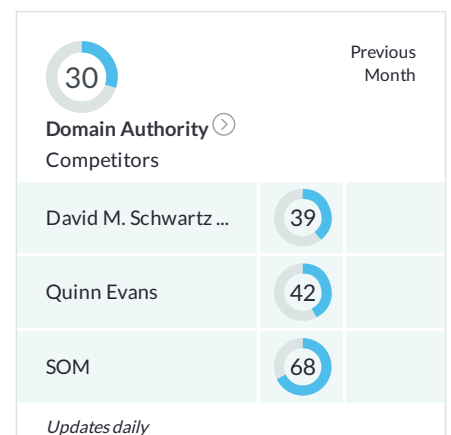 30
Previous
Month
Domain Authority
Competitors
David M. Schwartz ... 39
Quinn Evans 42
SOM 68
Updates daily